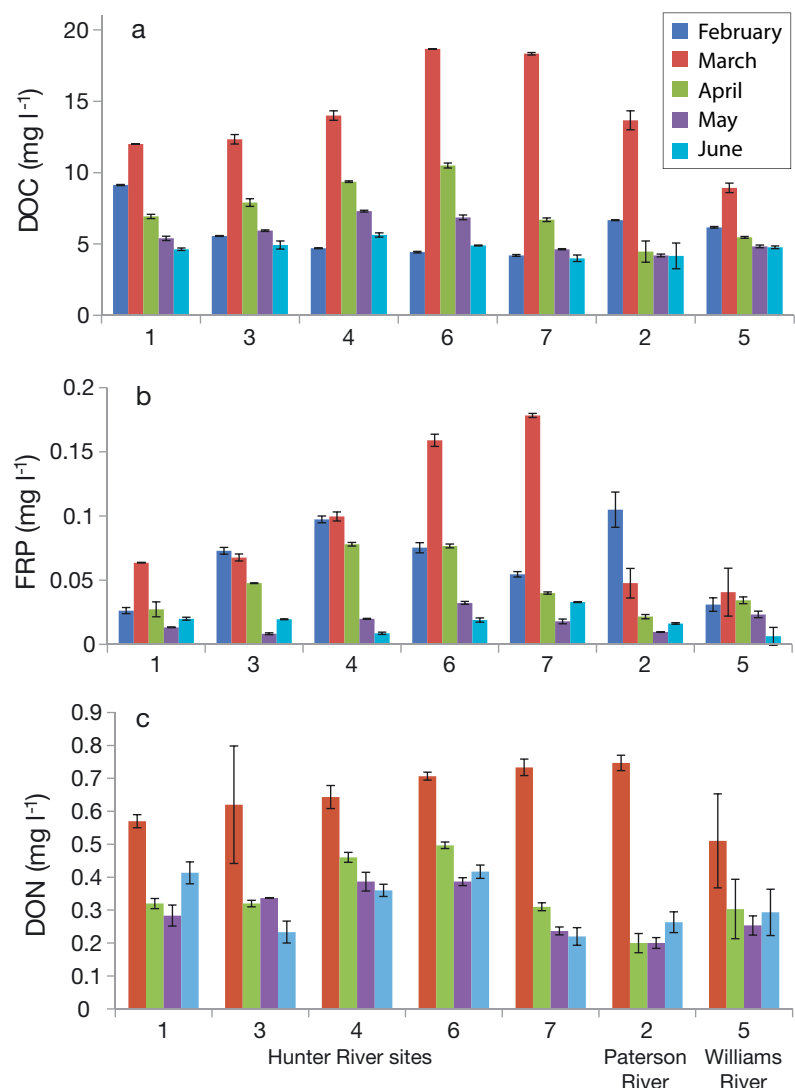 a
February
March
April
May
June
DOC (mg l-1)
20
15
10
5
0
1 3 4 6 7 2 5
b
FRP (mg l-1)
0.2
0.15
0.1
0.05
0
1 3 4 6 7 2 5
c
DON (mg l-1)
0.9
0.8
0.7
0.6
0.5
0.4
0.3
0.2
0.1
0
1 3 4 6 7 2 5
Hunter River sites
Paterson
River
Williams
River